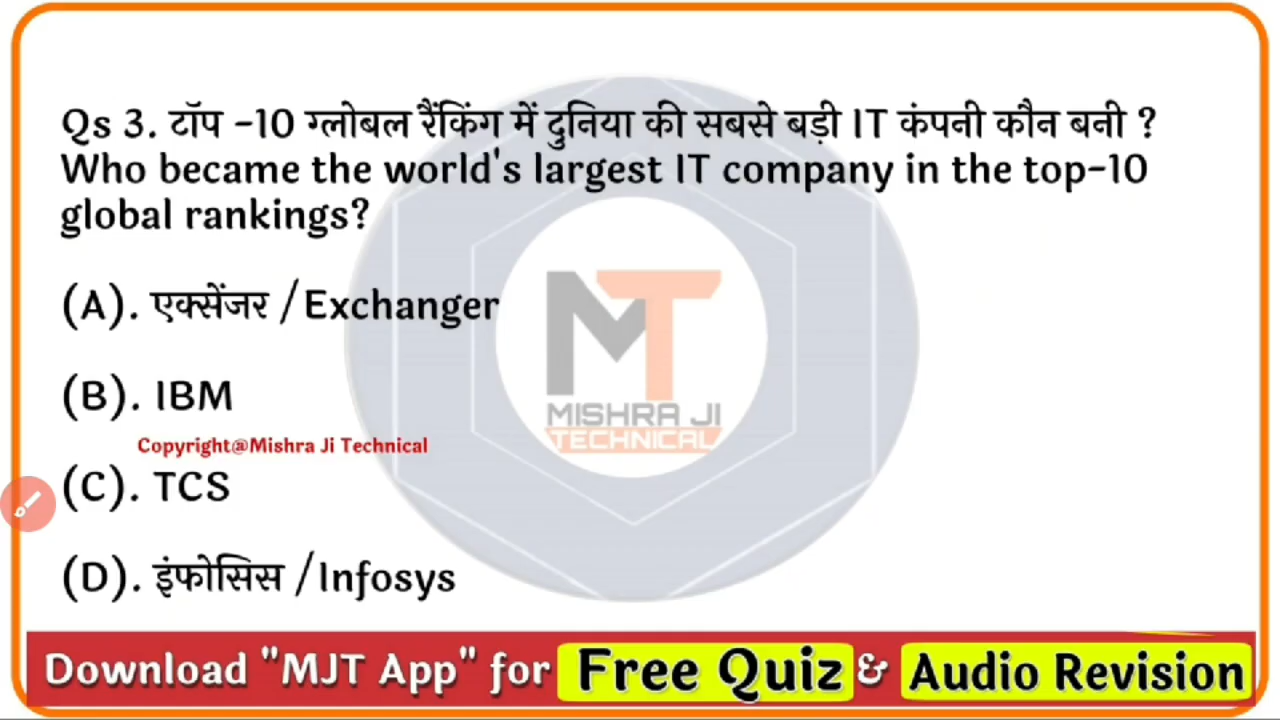 Qs 3. टॉप -10 ग्लोबल रैंकिंग में दुनिया की सबसे बड़ी IT कंपनी कौन बनी ?
Who became the world's largest IT company in the top-10
global rankings?
(A). एक्सेंजर /Exchanger
(B). IBM
Copyright@Mishra Ji Technical
(C). TCS
(D). इंफोसिस /Infosys
MT
MISHRA JI
TECHNICAL
Download "MJT App" for Free Quiz & Audio Revision